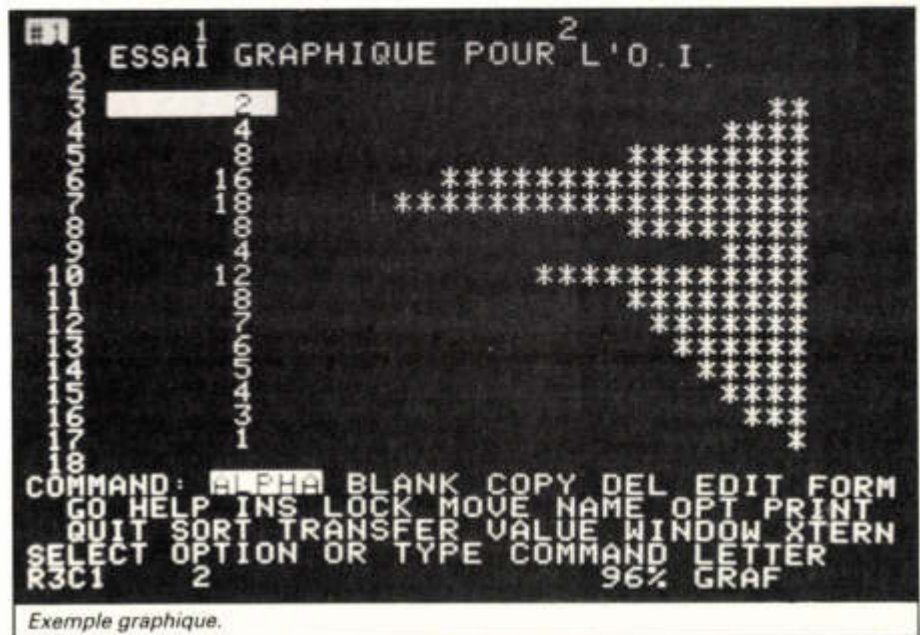 #1 1 2
1 ESSAI GRAPHIQUE POUR L'O.I.
2
3 2 **
4 4 ****
5 8 ********
6 16 ****************
7 18 ******************
8 8 ********
9 4 ****
10 12 ************
11 8 ********
12 7 *******
13 6 ******
14 5 *****
15 4 ****
16 3 ***
17 1 *
18
COMMAND: ALPHA BLANK COPY DEL EDIT FORM
GO HELP INS LOCK MOVE NAME OPT PRINT
QUIT SORT TRANSFER VALUE WINDOW XTERN
SELECT OPTION OR TYPE COMMAND LETTER
R3C1 2 96% GRAF
Exemple graphique.